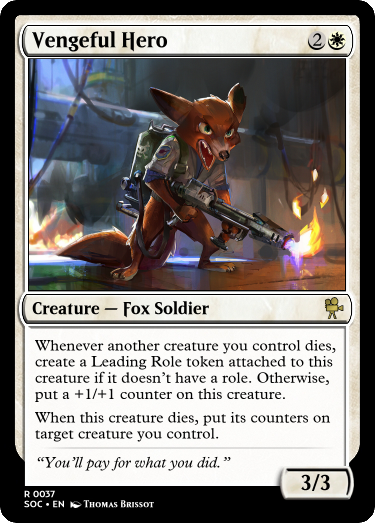 Vengeful Hero 2
Creature — Fox Soldier
Whenever another creature you control dies,
create a Leading Role token attached to this
creature if it doesn't have a role. Otherwise,
put a +1/+1 counter on this creature.
When this creature dies, put its counters on
target creature you control.
“You’ll pay for what you did.”
3/3
R 0037
SOC • EN Thomas Brissot